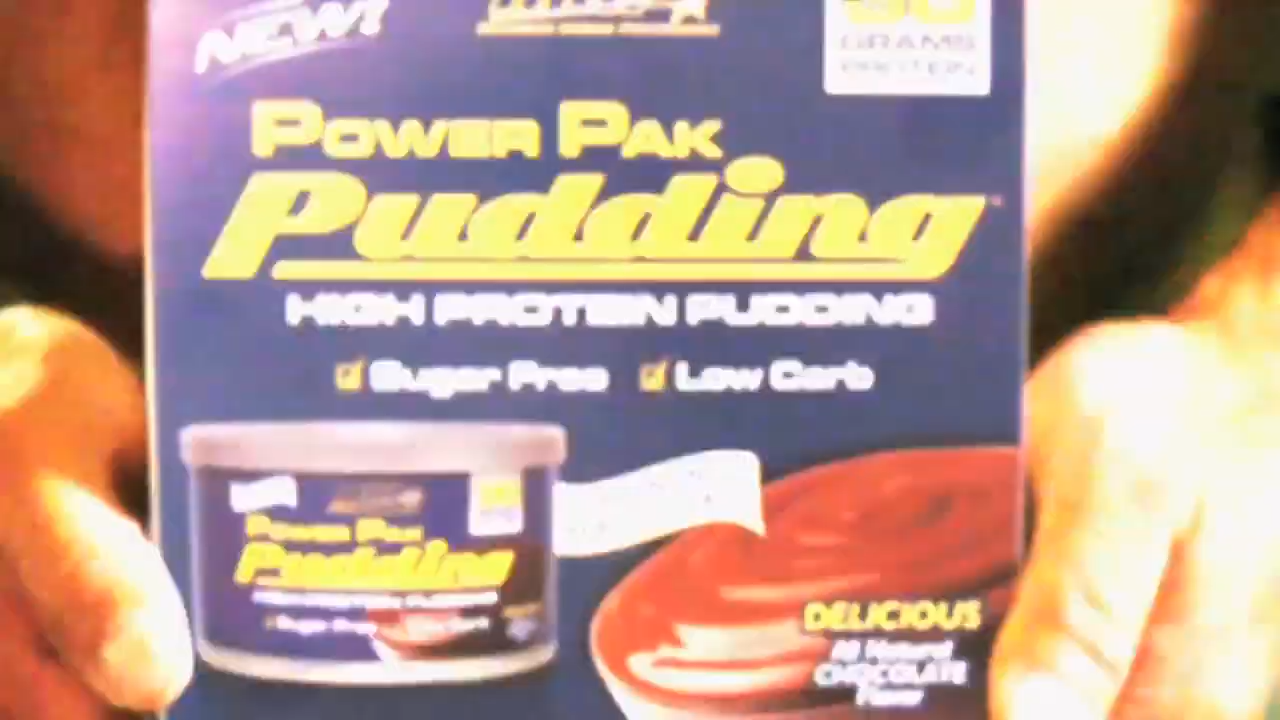 NEW!
GRAMS
PROTEIN
POWER PAK
Pudding
HIGH PROTEIN PUDDING
Sugar Free Low Carb
POWER PAK
Pudding
DELICIOUS
All Natural
CHOCOLATE
Flavor